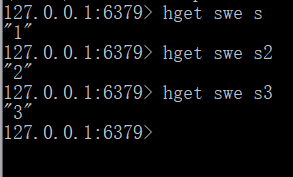 127.0.0.1:6379> hget swe s
"1"
127.0.0.1:6379> hget swe s2
"2"
127.0.0.1:6379> hget swe s3
"3"
127.0.0.1:6379>